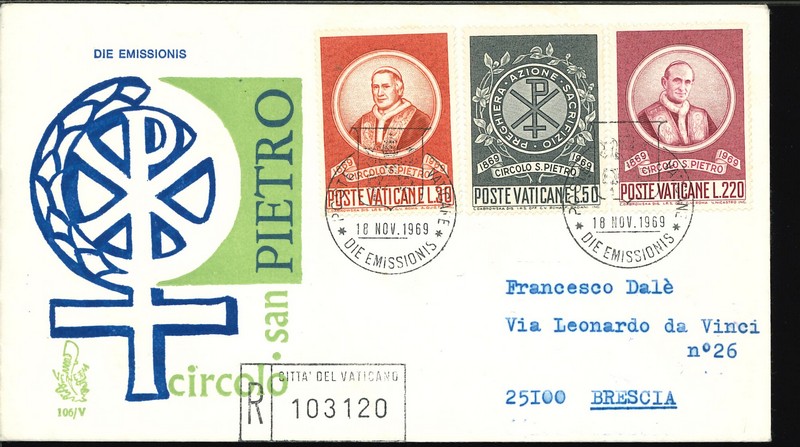 DIE EMISSIONIS
circolo · san PIETRO
106/V
R
CITTA' DEL VATICANO
103120
1869 1969
CIRCOLO S. PIETRO
POSTE VATICANE L.30
PREGHIERA · AZIONE · SACRIFIZIO ·
1869 1969
CIRCOLO S. PIETRO
POSTE VATICANE L.50
1869 1969
CIRCOLO S. PIETRO
POSTE VATICANE L.220
18 NOV. 1969
* DIE EMISSIONIS *
18 NOV. 1969
* DIE EMISSIONIS *
Francesco Dalè
Via Leonardo da Vinci
n°26
25100 BRESCIA